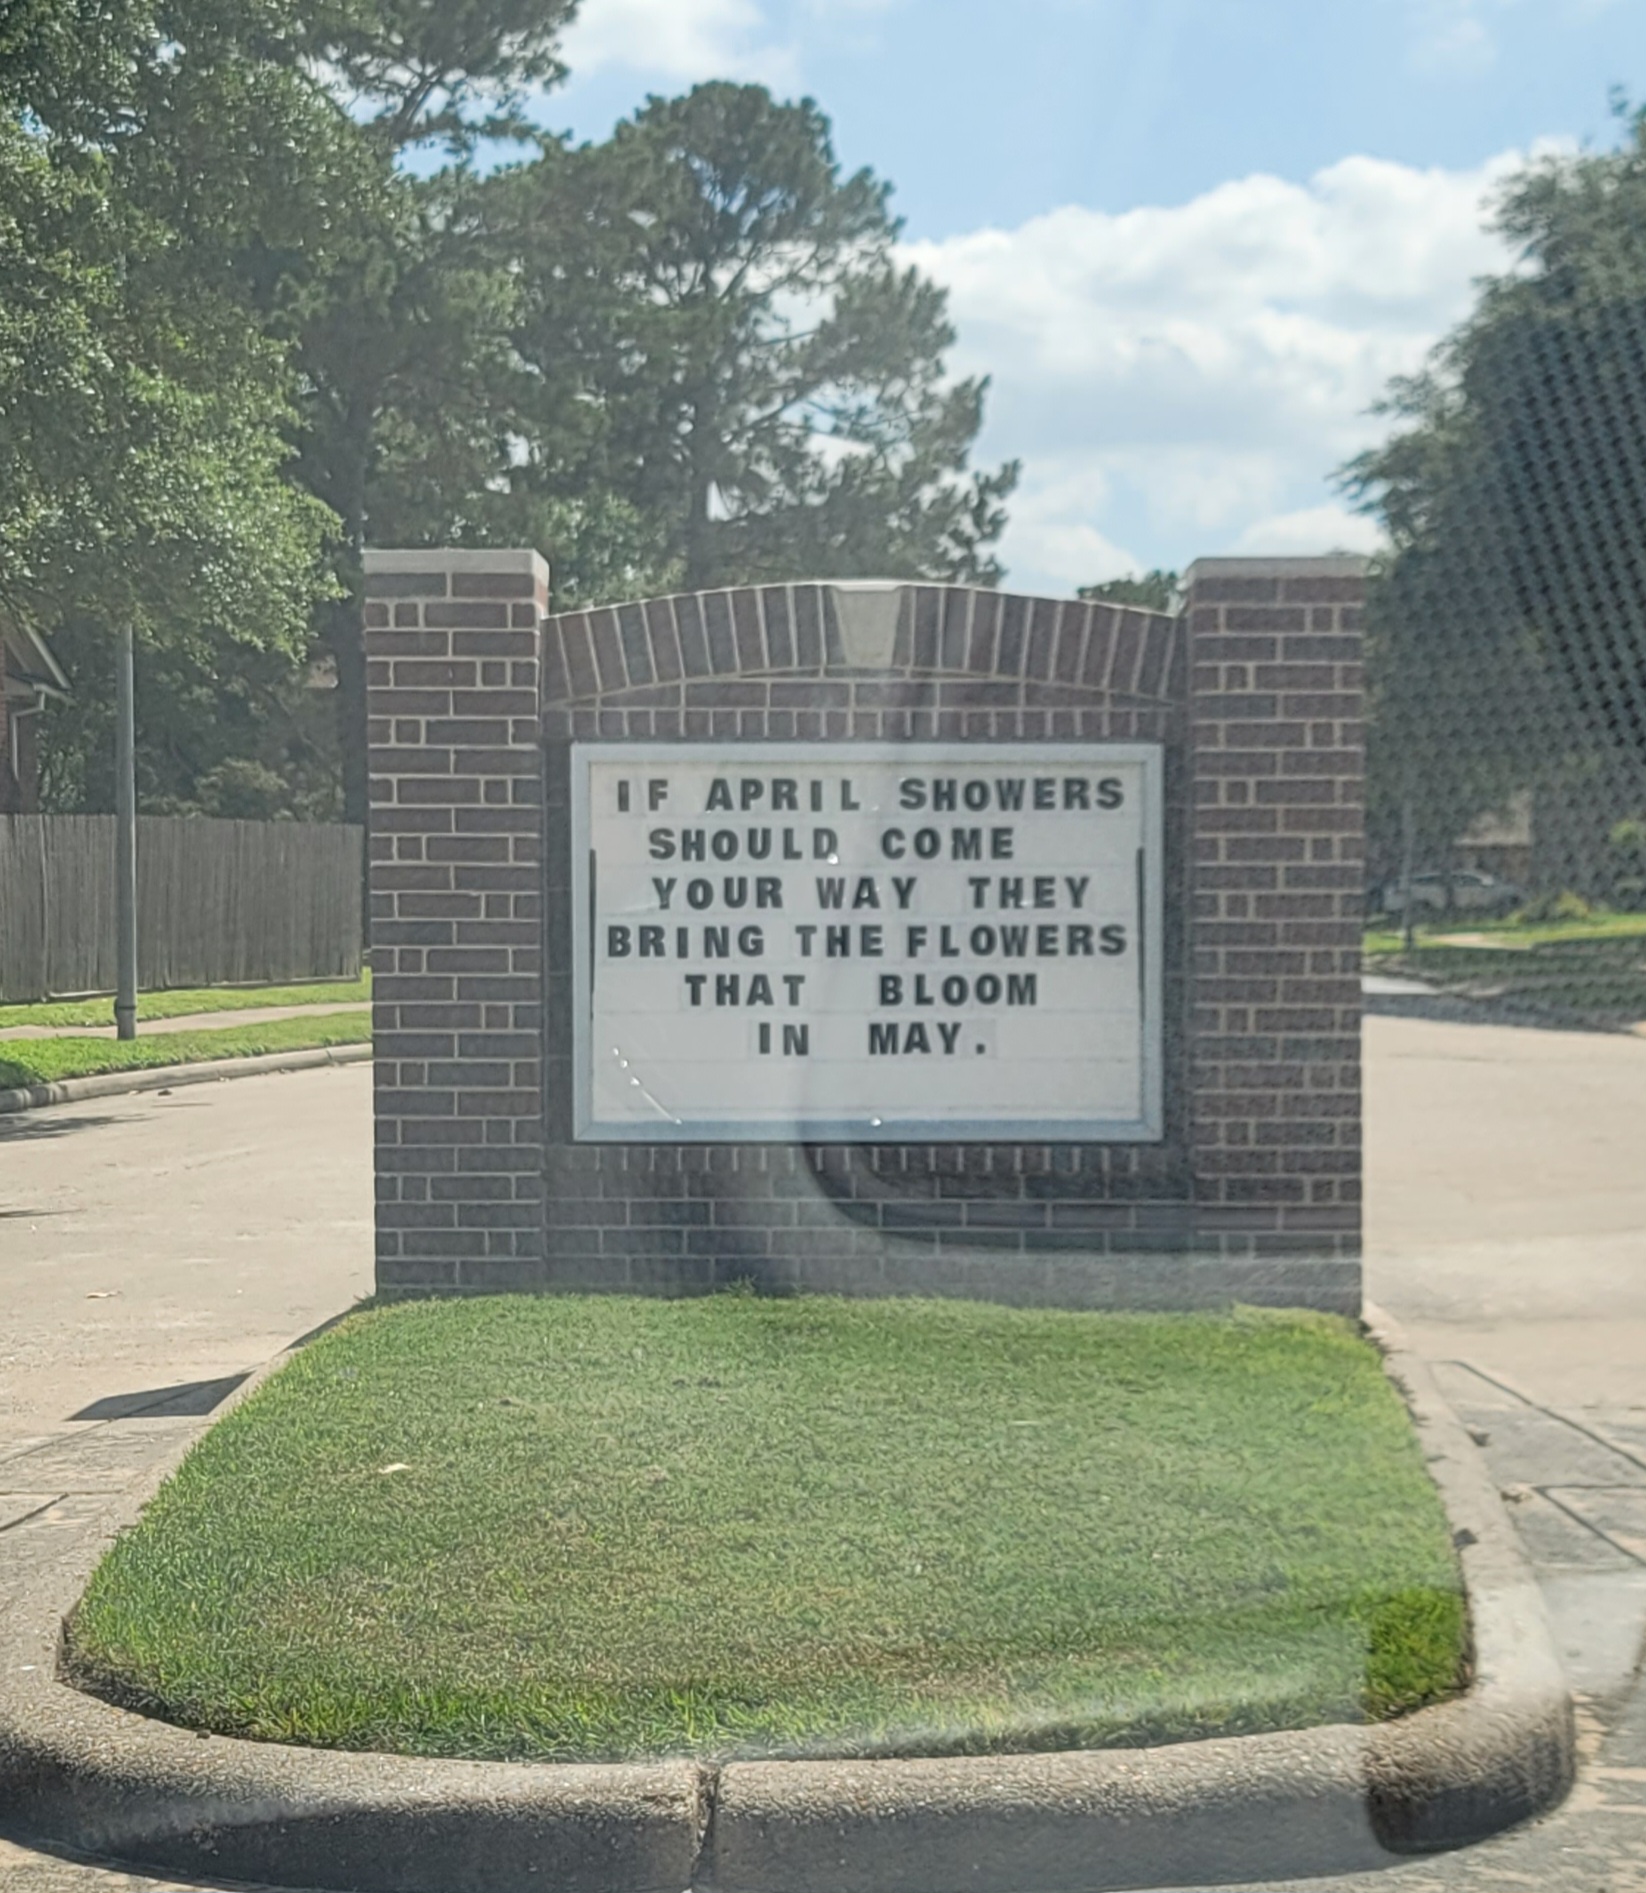 IF APRIL SHOWERS
SHOULD COME
YOUR WAY THEY
BRING THE FLOWERS
THAT BLOOM
IN MAY.